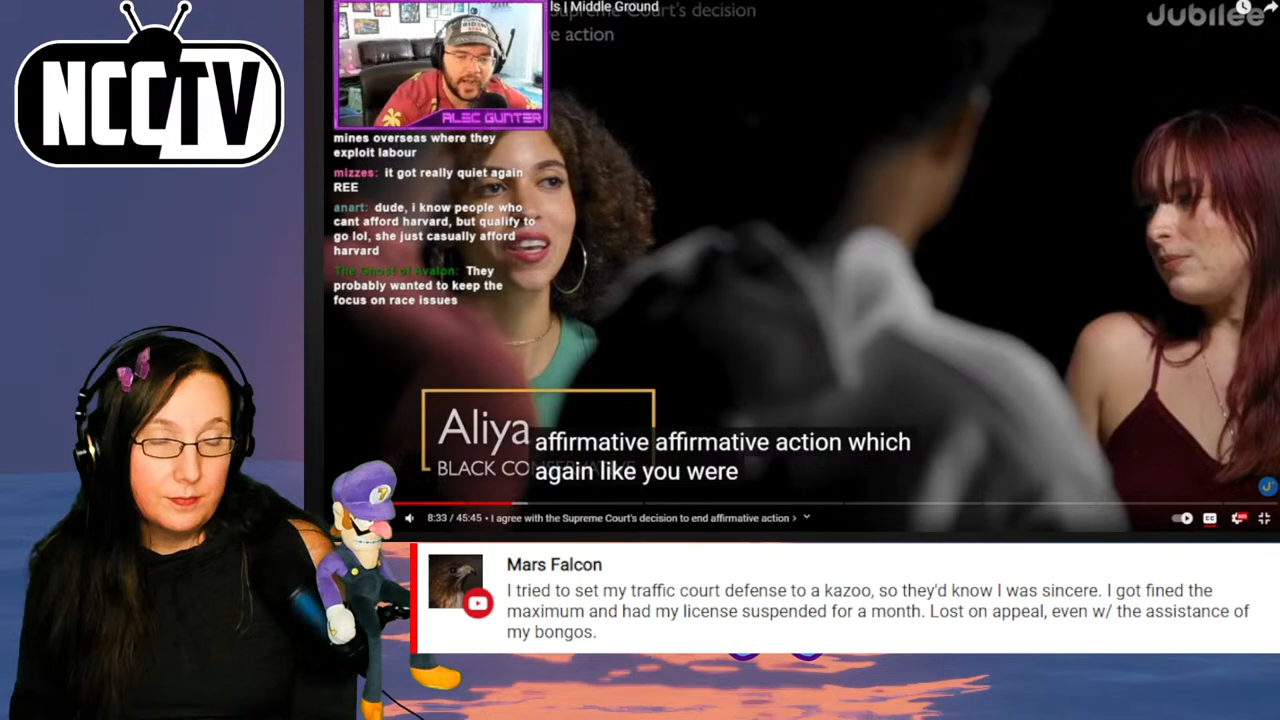 NCCTV
ls | Middle Ground
Supreme Court's decision
e action
Jubilee
ALEC GUNTER
mines overseas where they
exploit labour
mizzes: it got really quiet again
REE
anart: dude, i know people who
cant afford harvard, but qualify to
go lol, she just casually afford
harvard
The Ghost of Avalon: They
probably wanted to keep the
focus on race issues
Aliya
BLACK CO
affirmative affirmative action which
again like you were
8:33 / 45:45 • I agree with the Supreme Court's decision to end affirmative action ›
Mars Falcon
I tried to set my traffic court defense to a kazoo, so they'd know I was sincere. I got fined the
maximum and had my license suspended for a month. Lost on appeal, even w/ the assistance of
my bongos.